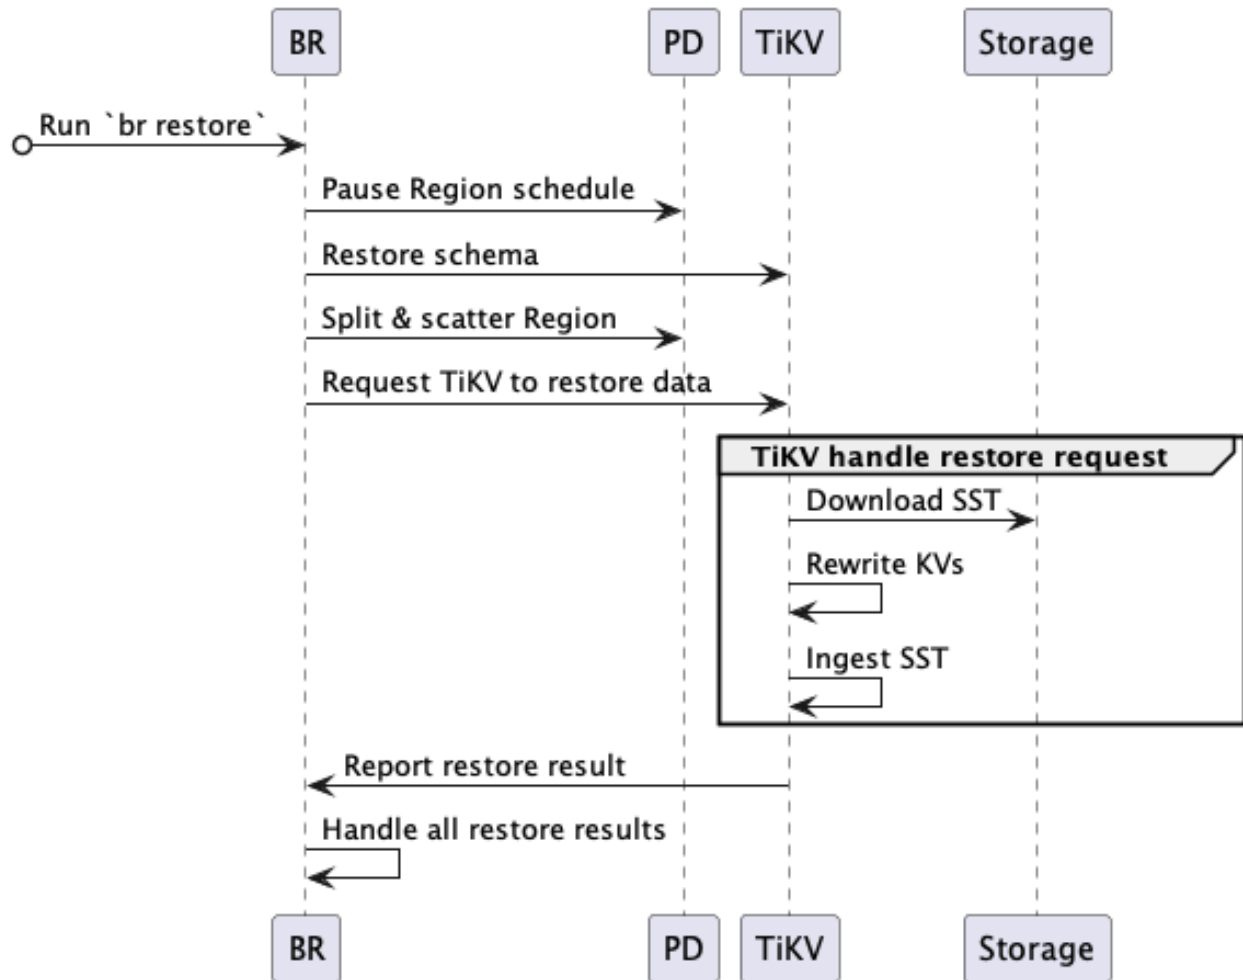 BR PD TiKV Storage
Run `br restore`
Pause Region schedule
Restore schema
Split & scatter Region
Request TiKV to restore data
TiKV handle restore request
Download SST
Rewrite KVs
Ingest SST
Report restore result
Handle all restore results
BR PD TiKV Storage